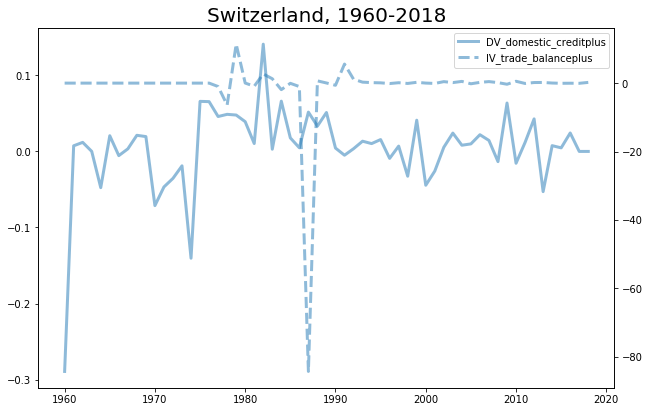 Switzerland, 1960-2018
DV_domestic_creditplus
IV_trade_balanceplus
0.1
0.0
−0.1
−0.2
−0.3
0
−20
−40
−60
−80
1960 1970 1980 1990 2000 2010 2020